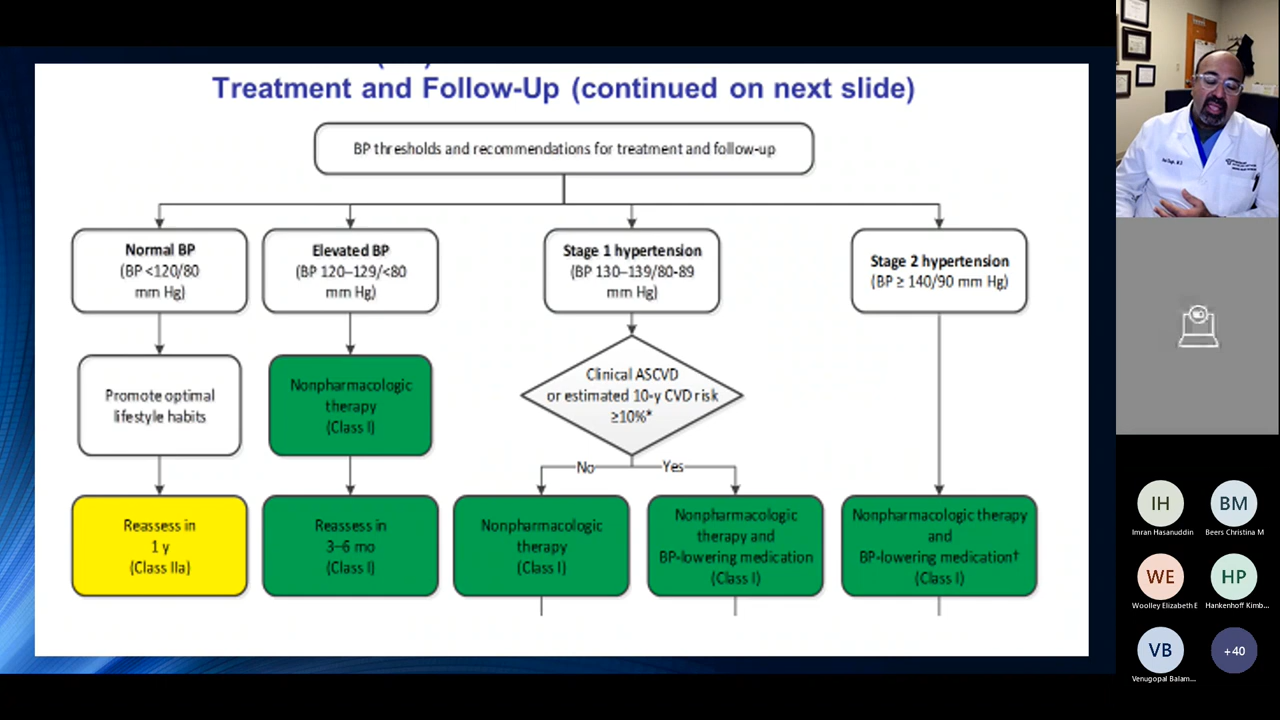 Treatment and Follow-Up (continued on next slide)
BP thresholds and recommendations for treatment and follow-up
Normal BP
(BP <120/80
mm Hg)
Elevated BP
(BP 120–129/<80
mm Hg)
Stage 1 hypertension
(BP 130–139/80-89
mm Hg)
Stage 2 hypertension
(BP ≥ 140/90 mm Hg)
Promote optimal
lifestyle habits
Nonpharmacologic
therapy
(Class I)
Clinical ASCVD
or estimated 10-y CVD risk
≥10%*
No
Yes
Reassess in
1 y
(Class IIa)
Reassess in
3–6 mo
(Class I)
Nonpharmacologic
therapy
(Class I)
Nonpharmacologic
therapy and
BP-lowering medication
(Class I)
Nonpharmacologic therapy
and
BP-lowering medication†
(Class I)
IH
Imran Hasanuddin
BM
Beers Christina M
WE
Woolley Elizabeth E
HP
Hankenhoff Kimb...
VB
Venugopal Balam...
+40